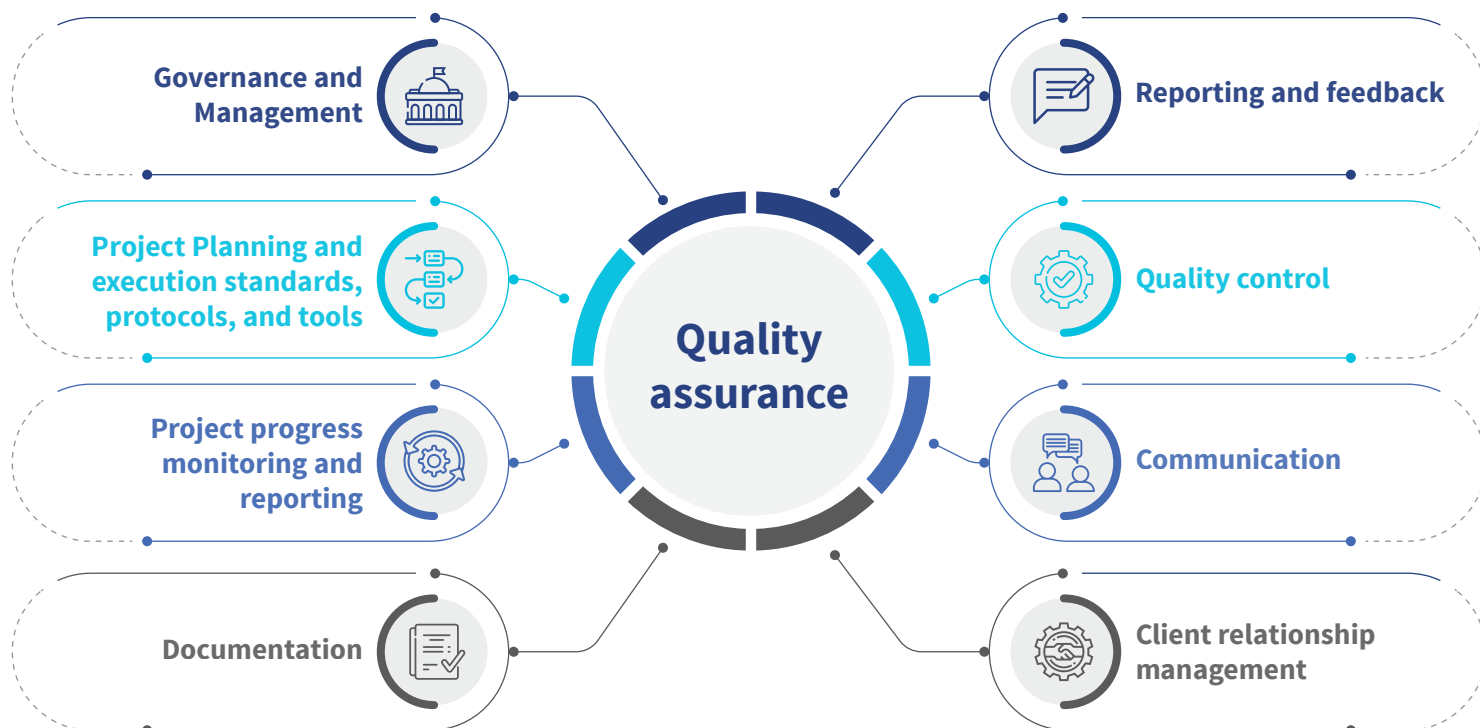 Governance and
Management
Project Planning and
execution standards,
protocols, and tools
Project progress
monitoring and
reporting
Documentation
Quality
assurance
Reporting and feedback
Quality control
Communication
Client relationship
management